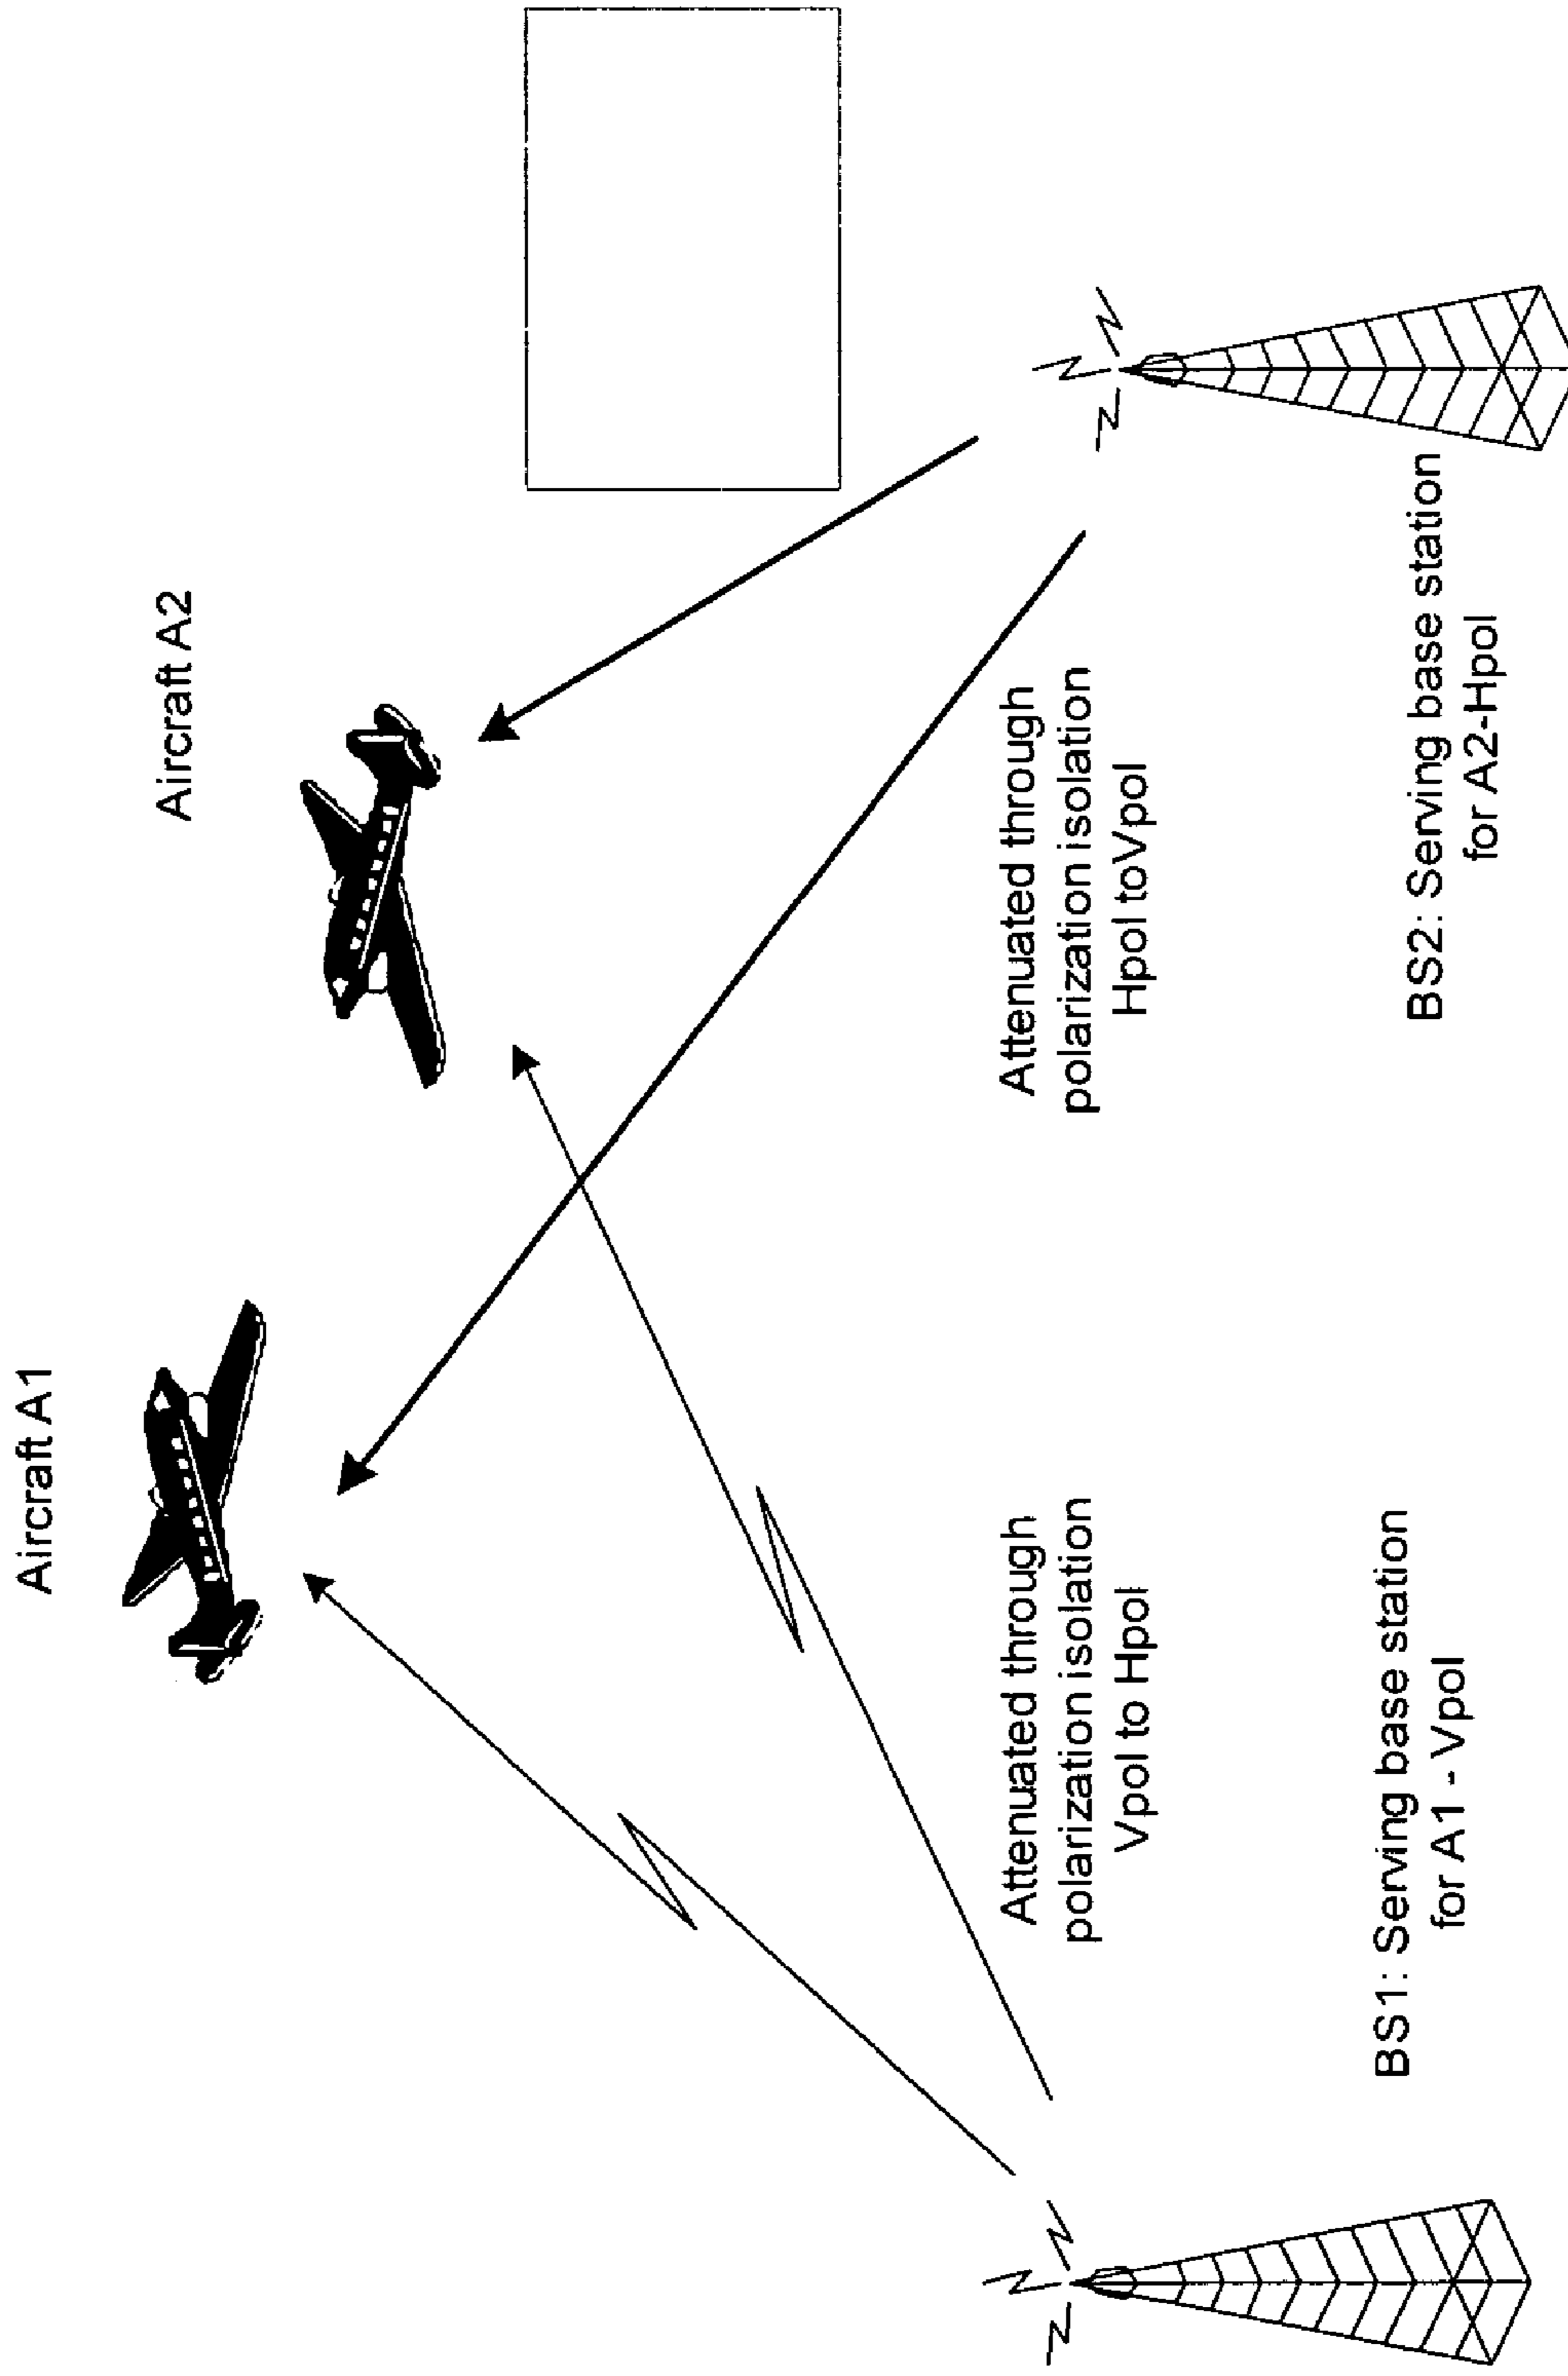 Aircraft A1
Aircraft A2
Attenuated through
polarization isolation
Vpol to Hpol
Attenuated through
polarization isolation
Hpol toVpol
BS1: Serving base station
for A1 - Vpol
BS2: Serving base station
for A2-Hpol